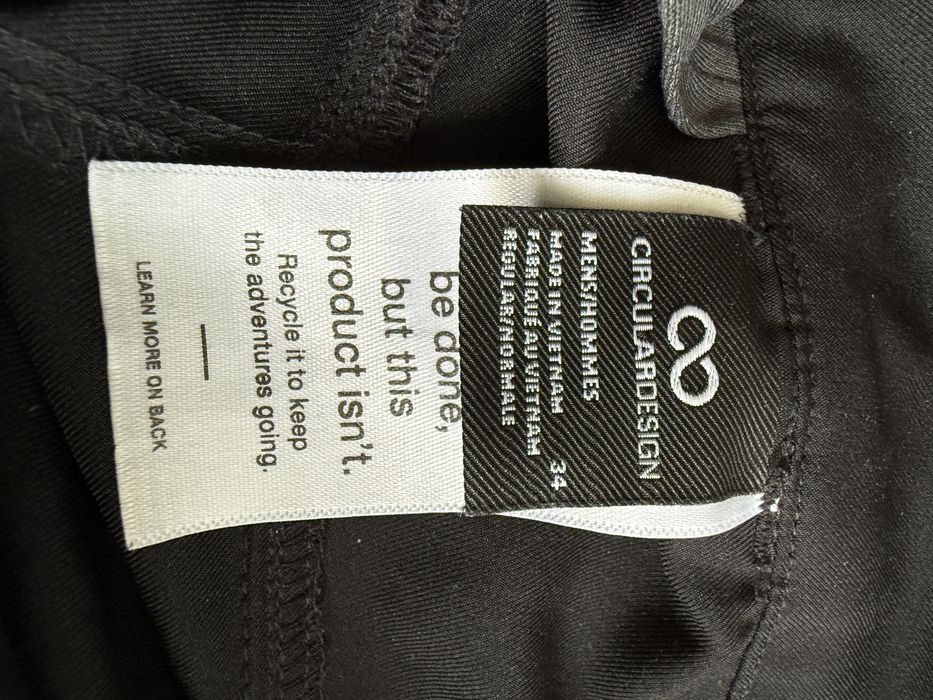 CIRCULARDESIGN
MENS/HOMMES
MADE IN VIETNAM
FABRIQUÉ AU VIETNAM
REGULAR/NORMALE 34
be done,
but this
product isn't.
Recycle it to keep
the adventures going.
LEARN MORE ON BACK